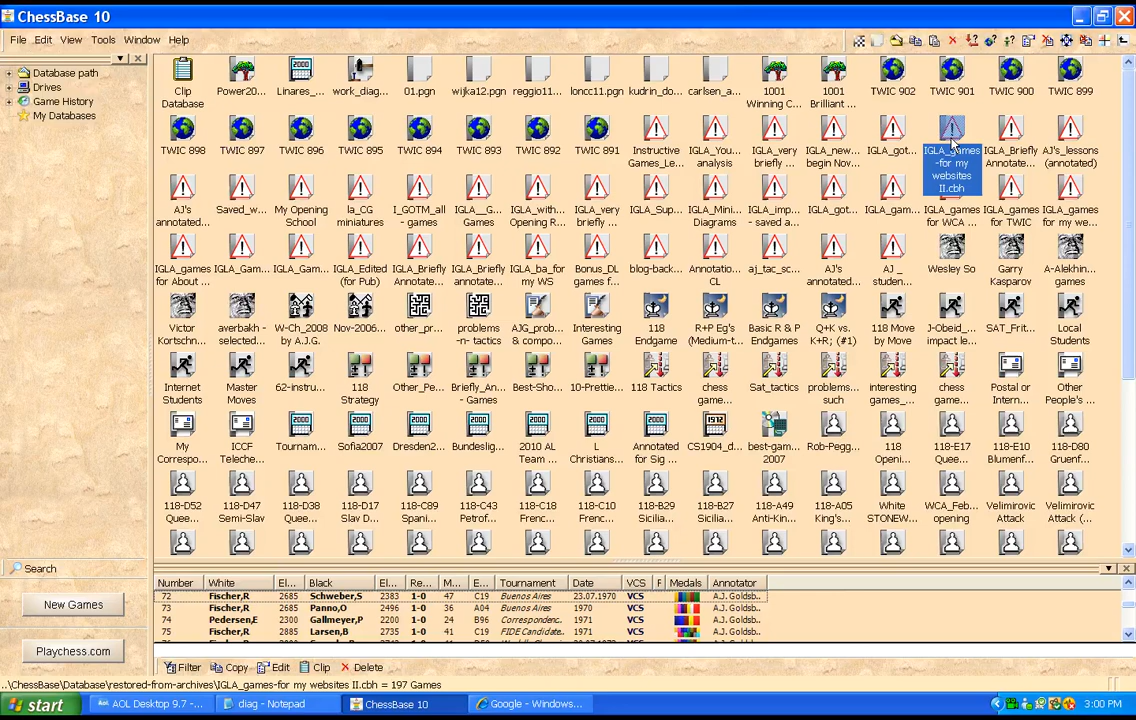 ChessBase 10
File Edit View Tools Window Help
Database path
Drives
Game History
My Databases
Clip Database
Power20...
Linares_...
work_diag...
01.pgn
wijka12.pgn
reggio11...
loncc11.pgn
kudrin_do...
carlsen_a...
1001 Winning C...
1001 Brilliant ...
TWIC 902
TWIC 901
TWIC 900
TWIC 899
TWIC 898
TWIC 897
TWIC 896
TWIC 895
TWIC 894
TWIC 893
TWIC 892
TWIC 891
Instructive Games_Le...
IGLA_You... analysis
IGLA_very briefly ...
IGLA_new... begin Nov...
IGLA_got...
IGLA_games -for my websites II.cbh
IGLA_Briefly Annotate...
AJ's_lessons (annotated)
AJ's annotated...
Saved_w...
My Opening School
la_CG miniatures
I_GOTM_all - games
IGLA__G... Games
IGLA_with... Opening R...
IGLA_very briefly ...
IGLA_Sup...
IGLA_Mini... Diagrams
IGLA_imp... - saved a...
IGLA_got...
IGLA_gam...
IGLA_games for WCA ...
IGLA_games for TWIC
IGLA_games for my we...
IGLA_games for About ...
IGLA_Gam...
IGLA_Gam...
IGLA_Edited (for Pub)
IGLA_Briefly Annotate...
IGLA_Briefly Annotate...
IGLA_ba_for my WS
Bonus_DL games f...
blog-back...
Annotatio... CL
aj_tac_sc...
AJ's annotated...
AJ _ studen...
Wesley So
Garry Kasparov
A-Alekhin... games
Victor Kortschn...
averbakh - selected...
W-Ch_2008 by A.J.G.
Nov-2006...
other_pr...
problems -n- tactics
AJG_prob... & compo...
Interesting Games
118 Endgame
R+P Eg's (Medium-t...
Basic R & P Endgames
Q+K vs. K+R; (#1)
118 Move by Move
J-Obeid_... impact le...
SAT_Frit...
Local Students
Internet Students
Master Moves
62-instru...
118 Strategy
Other_Pe...
Briefly_An... - Games
Best-Sho...
10-Prettie...
118 Tactics
chess game...
Sat_tactics
problems... such
interesting games_...
chess game...
Postal or Intern...
Other People's ...
My Correspo...
ICCF Teleche...
Tournam...
Sofia2007
Dresden2...
Bundeslig...
2010 AL Team ...
L Christians...
Annotated for Sig ...
CS1904_d...
best-gam... 2007
Rob-Pegg...
118 Openi...
118-E17 Quee...
118-E10 Blumenf...
118-D80 Gruenf...
118-D52 Quee...
118-D47 Semi-Slav
118-D38 Quee...
118-D17 Slav D...
118-C89 Spani...
118-C43 Petrof...
118-C18 Frenc...
118-C10 Frenc...
118-B29 Sicilia...
118-B27 Sicilia...
118-A49 Anti-Kin...
118-A05 King's...
White STONEW...
WCA_Feb... opening
Velimirovic Attack
Velimirovic Attack (...
Search
New Games
Playchess.com
Number White El... Black El... Re... M... E... Tournament Date VCS F Medals Annotator
72 Fischer,R 2685 Schweber,S 2383 1-0 47 C19 Buenos Aires 23.07.1970 VCS A.J. Goldsb..
73 Fischer,R 2685 Panno,O 2496 1-0 36 A04 Buenos Aires 1970 VCS A.J. Goldsb..
74 Pedersen,E 2300 Gallmeyer,P 2200 1-0 24 B96 Correspondenc.. 1971 VCS A.J. Goldsb..
75 Fischer,R 2885 Larsen,B 2735 1-0 41 C19 FIDE Candidate.. 1971 VCS A.J. Goldsb..
Filter Copy Edit Clip Delete
..\ChessBase\Database\restored-from-archives\IGLA_games-for my websites II.cbh = 197 Games
start AOL Desktop 9.7 -... diag - Notepad ChessBase 10 Google - Windows... 3:00 PM